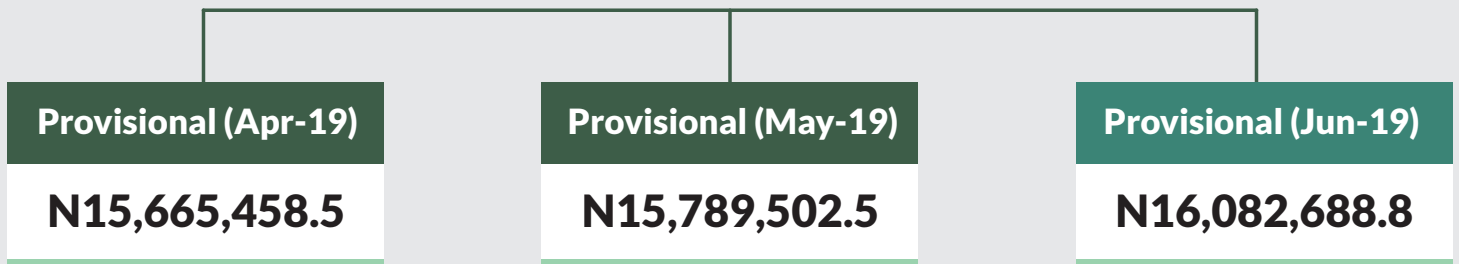 Provisional (Apr-19)
N15,665,458.5
Provisional (May-19)
N15,789,502.5
Provisional (Jun-19)
N16,082,688.8